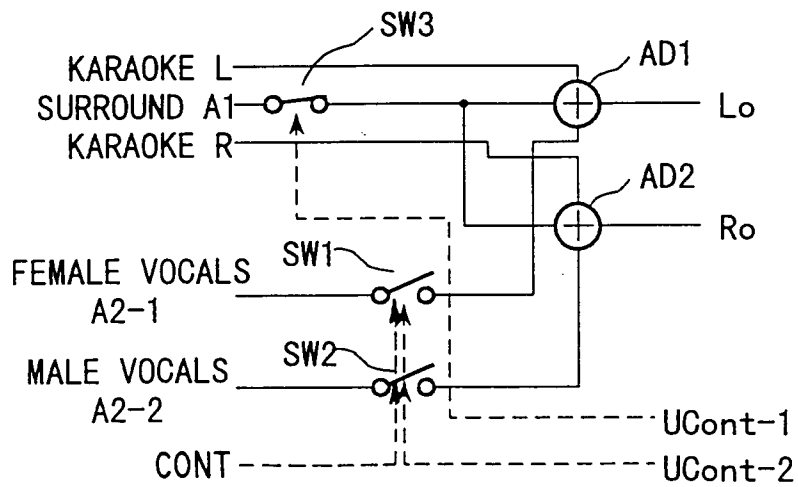 SW3
KARAOKE L
AD1
SURROUND A1
Lo
KARAOKE R
AD2
Ro
SW1
FEMALE VOCALS
A2-1
SW2
MALE VOCALS
A2-2
UCont-1
CONT
UCont-2